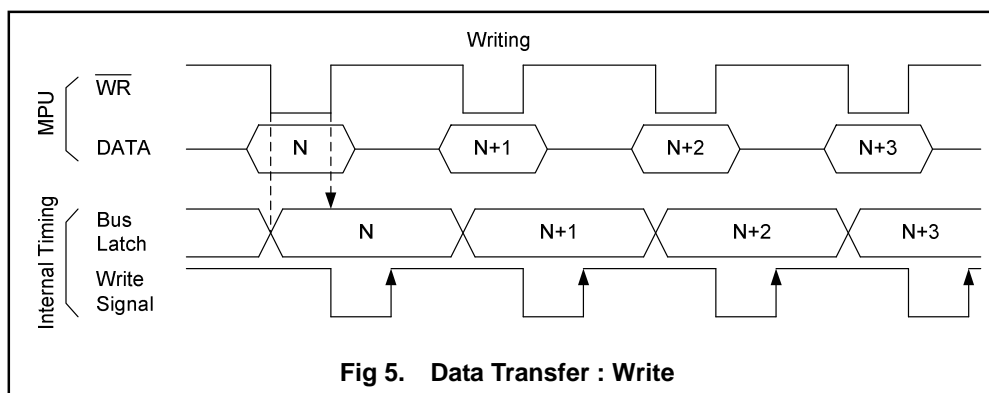 Writing
MPU
WR
DATA
N
N+1
N+2
N+3
Internal Timing
Bus
Latch
N
N+1
N+2
N+3
Write
Signal
Fig 5. Data Transfer : Write